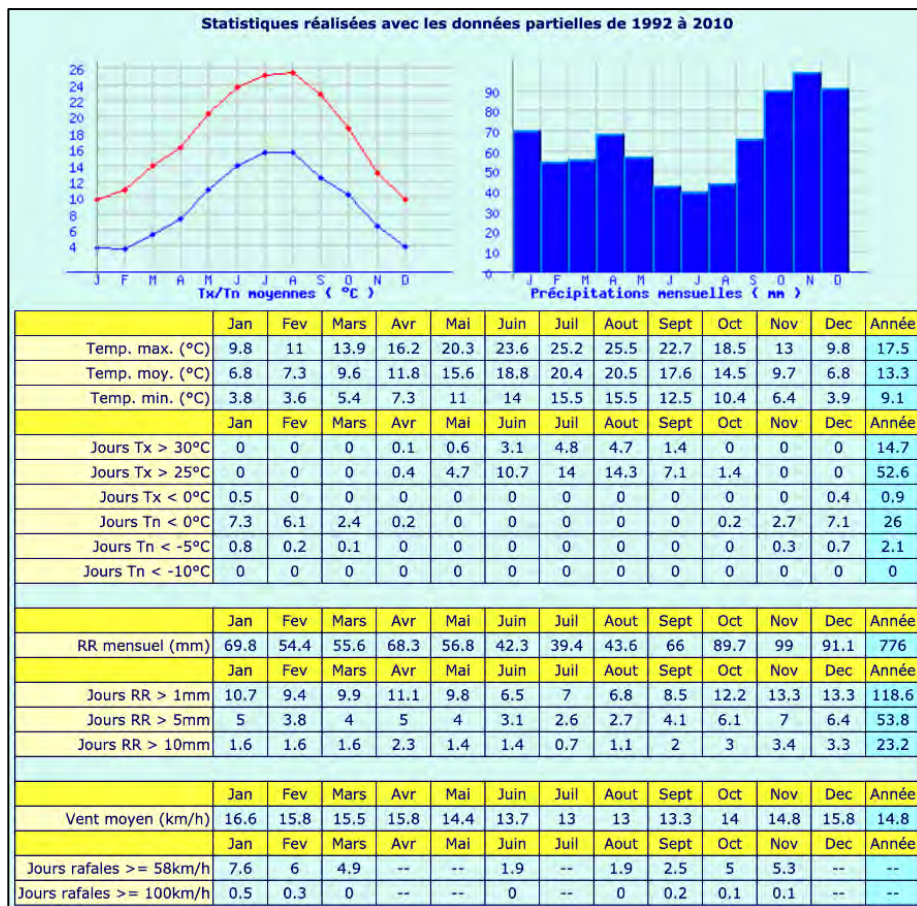 Statistiques réalisées avec les données partielles de 1992 à 2010
26
24
22
20
18
16
14
12
10
8
6
4
J F M A M J J A S O N D
Tx/Tn moyennes ( °C )
90
80
70
60
50
40
30
20
10
0
J F M A M J J A S O N D
Précipitations mensuelles ( mm )
Jan Fev Mars Avr Mai Juin Juil Aout Sept Oct Nov Dec Année
Temp. max. (°C) 9.8 11 13.9 16.2 20.3 23.6 25.2 25.5 22.7 18.5 13 9.8 17.5
Temp. moy. (°C) 6.8 7.3 9.6 11.8 15.6 18.8 20.4 20.5 17.6 14.5 9.7 6.8 13.3
Temp. min. (°C) 3.8 3.6 5.4 7.3 11 14 15.5 15.5 12.5 10.4 6.4 3.9 9.1
Jan Fev Mars Avr Mai Juin Juil Aout Sept Oct Nov Dec Année
Jours Tx > 30°C 0 0 0 0.1 0.6 3.1 4.8 4.7 1.4 0 0 0 14.7
Jours Tx > 25°C 0 0 0 0.4 4.7 10.7 14 14.3 7.1 1.4 0 0 52.6
Jours Tx < 0°C 0.5 0 0 0 0 0 0 0 0 0 0 0.4 0.9
Jours Tn < 0°C 7.3 6.1 2.4 0.2 0 0 0 0 0 0.2 2.7 7.1 26
Jours Tn < -5°C 0.8 0.2 0.1 0 0 0 0 0 0 0 0.3 0.7 2.1
Jours Tn < -10°C 0 0 0 0 0 0 0 0 0 0 0 0 0
Jan Fev Mars Avr Mai Juin Juil Aout Sept Oct Nov Dec Année
RR mensuel (mm) 69.8 54.4 55.6 68.3 56.8 42.3 39.4 43.6 66 89.7 99 91.1 776
Jan Fev Mars Avr Mai Juin Juil Aout Sept Oct Nov Dec Année
Jours RR > 1mm 10.7 9.4 9.9 11.1 9.8 6.5 7 6.8 8.5 12.2 13.3 13.3 118.6
Jours RR > 5mm 5 3.8 4 5 4 3.1 2.6 2.7 4.1 6.1 7 6.4 53.8
Jours RR > 10mm 1.6 1.6 1.6 2.3 1.4 1.4 0.7 1.1 2 3 3.4 3.3 23.2
Jan Fev Mars Avr Mai Juin Juil Aout Sept Oct Nov Dec Année
Vent moyen (km/h) 16.6 15.8 15.5 15.8 14.4 13.7 13 13 13.3 14 14.8 15.8 14.8
Jan Fev Mars Avr Mai Juin Juil Aout Sept Oct Nov Dec Année
Jours rafales >= 58km/h 7.6 6 4.9 -- -- 1.9 -- 1.9 2.5 5 5.3 -- --
Jours rafales >= 100km/h 0.5 0.3 0 -- -- 0 -- 0 0.2 0.1 0.1 -- --